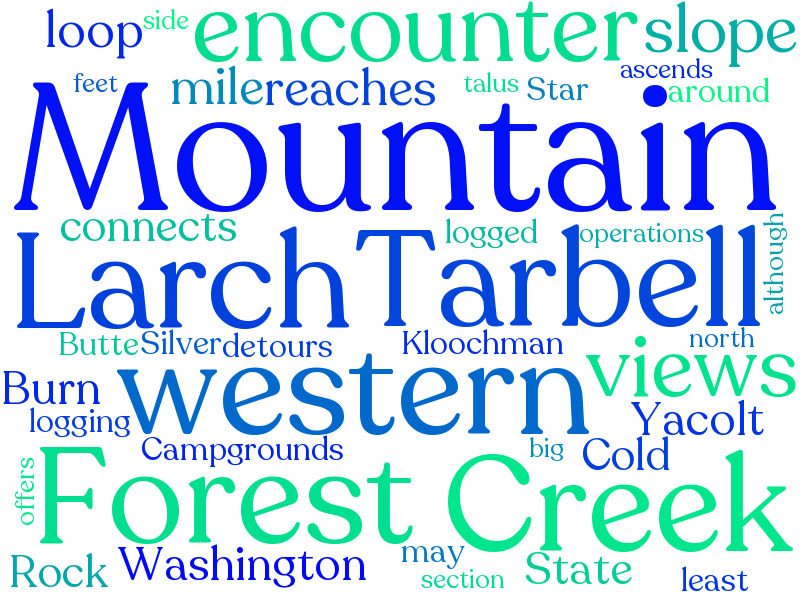 loop side encounter slope
feet mile reaches talus Star ascends around
Mountain
connects logged operations although
Larch Tarbell
Butte Silver detours Kloochman north
Burn western views
logging Yacolt
Campgrounds big Cold
offers Forest Creek
Rock Washington may State
section least